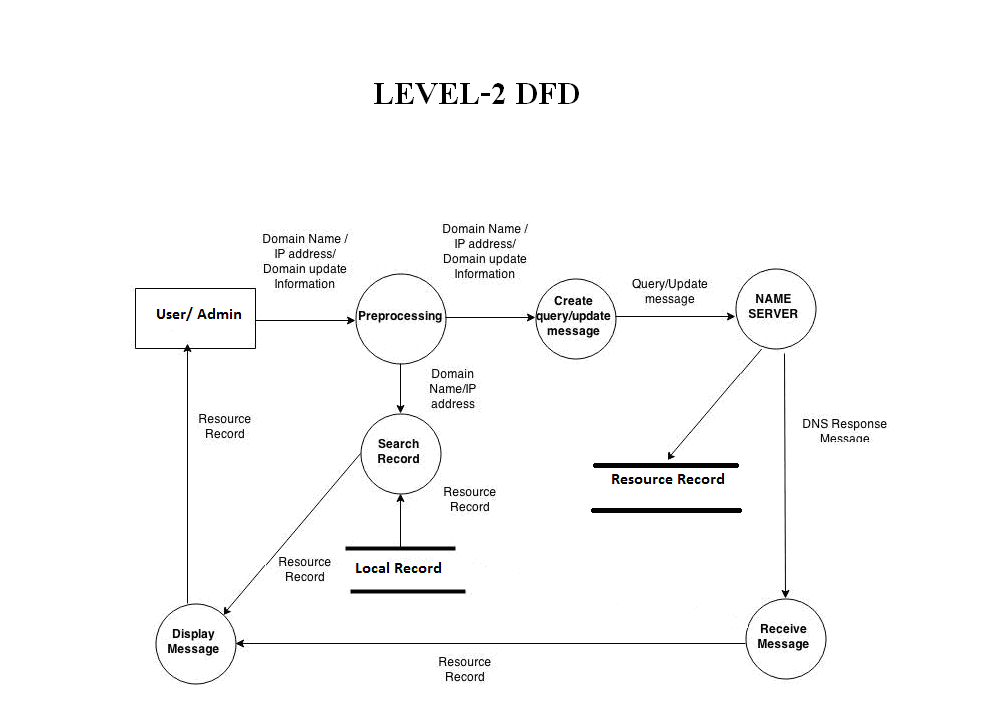 LEVEL-2 DFD
Domain Name /
IP address/
Domain update
Information
Domain Name /
IP address/
Domain update
Information
Query/Update
message
User/ Admin
Preprocessing
Create
query/update
message
NAME
SERVER
Domain
Name/IP
address
Resource
Record
Search
Record
DNS Response
Message
Resource Record
Resource
Record
Local Record
Resource
Record
Display
Message
Receive
Message
Resource
Record